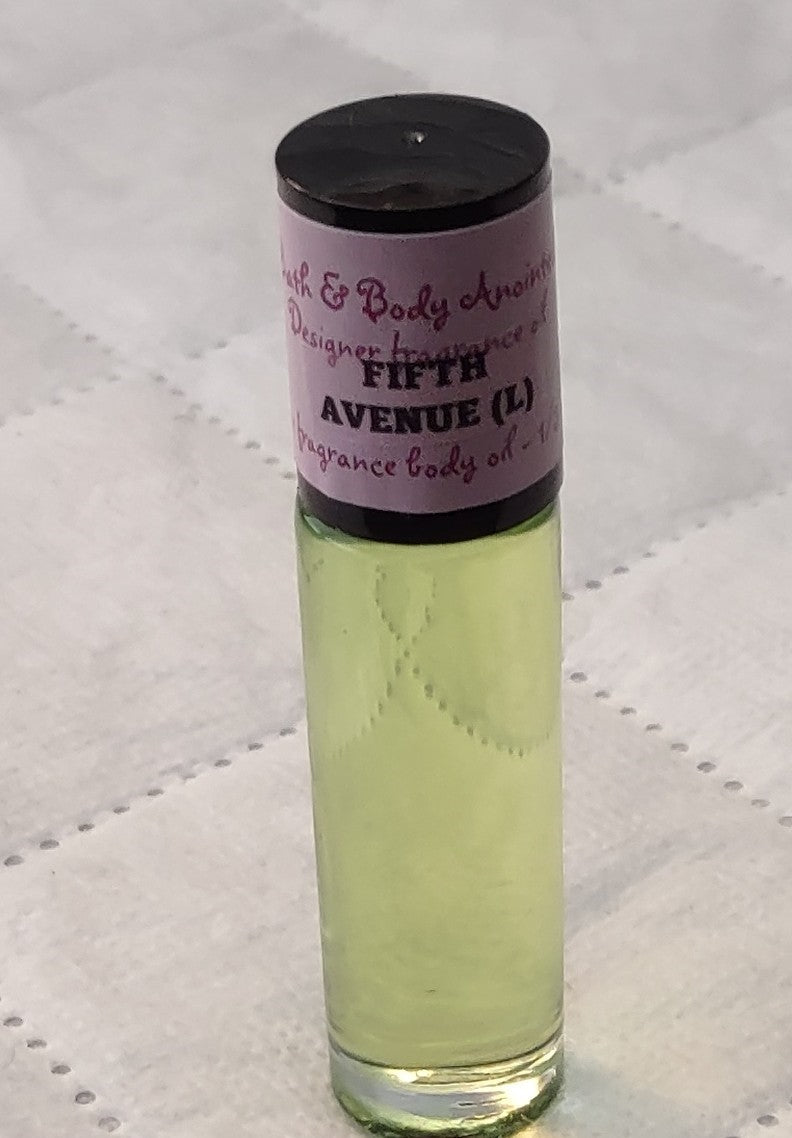 & Body
Designer fragrance
FIFTH
AVENUE (L)
fragrance body oil -